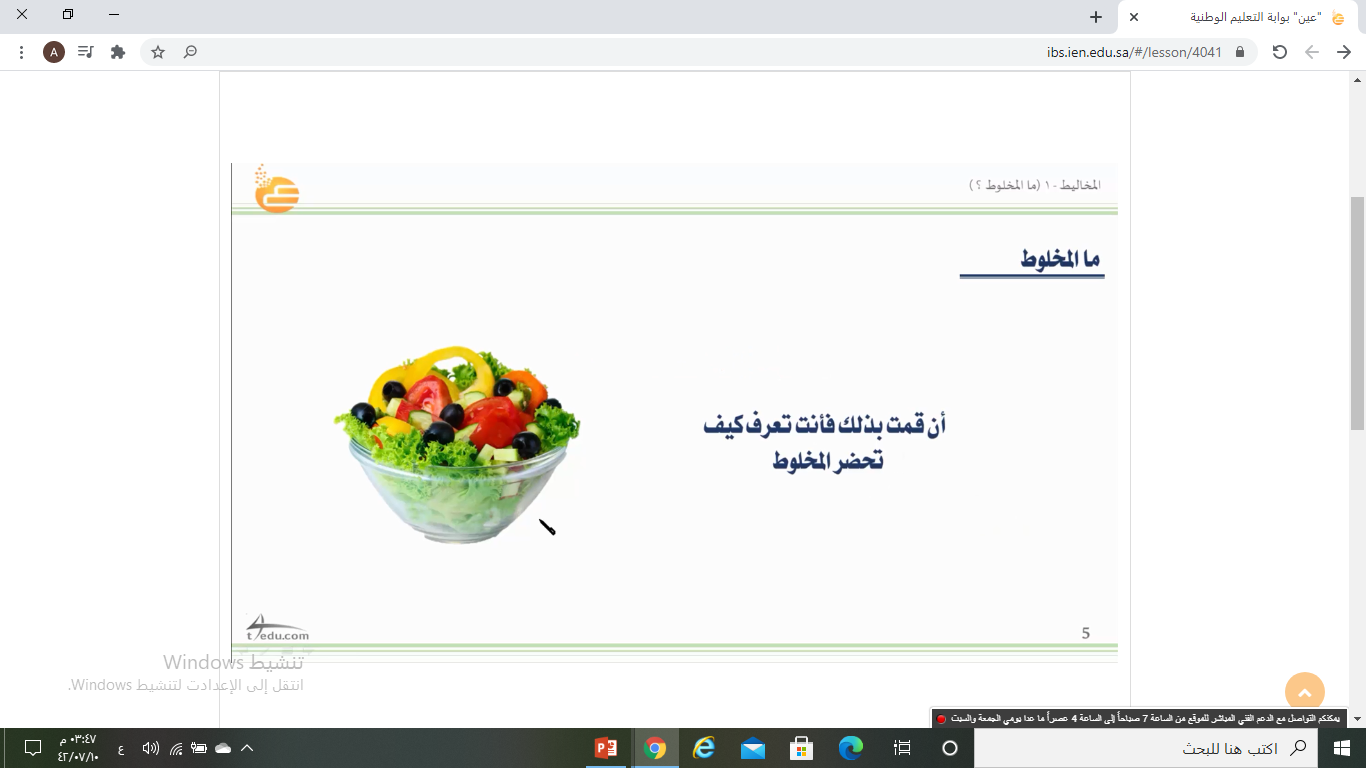 "عين" بوابة التعليم الوطنية
ibs.ien.edu.sa/#/lesson/4041
A
المخاليط - ١ (ما المخلوط ؟)
ما المخلوط
أن قمت بذلك فأنت تعرف كيف
تحضر المخلوط
t4edu.com
5
تنشيط Windows
انتقل إلى الإعدادت لتنشيط Windows.
يمكنكم التواصل مع الدعم الفني المباشر للموقع من الساعة 7 صباحاً إلى الساعة 4 عصراً ما عدا يومي الجمعة والسبت
اكتب هنا للبحث
ع
٠٣:٤٧ م
٤٢/٠٧/١٠